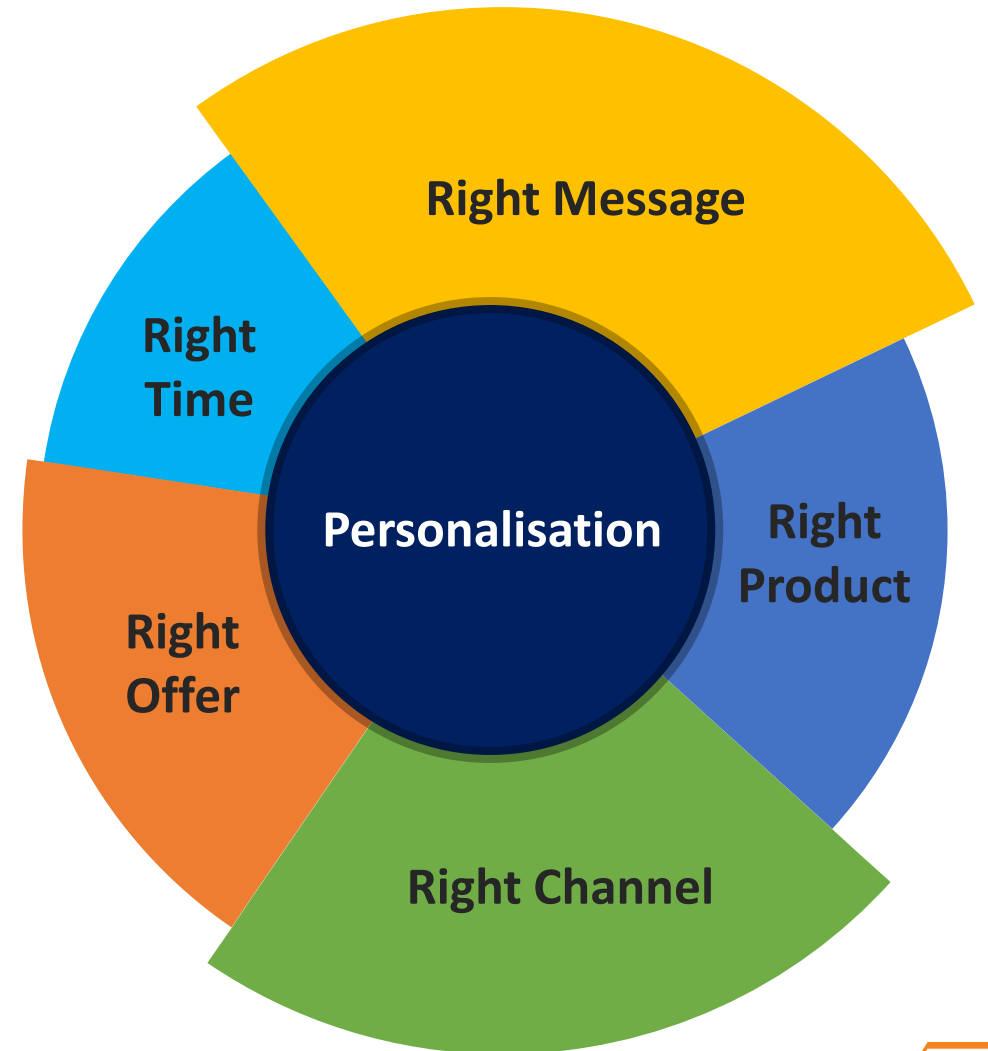 Right Message
Right
Time
Personalisation
Right
Product
Right
Offer
Right Channel